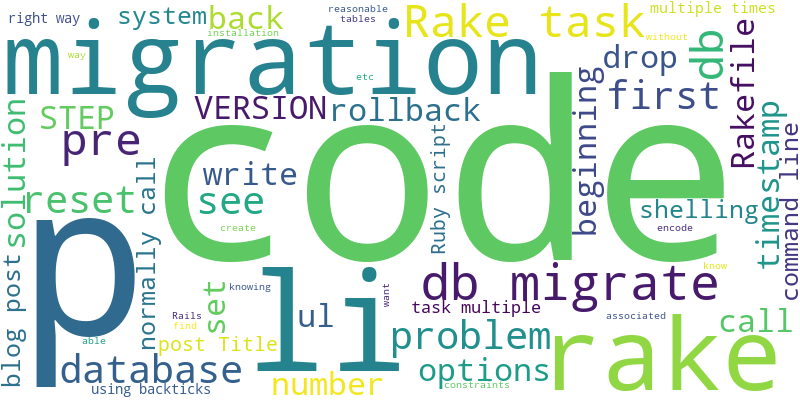 right way
system
back
reasonable
tables
Rake task
multiple times
installation
without
migration
way
etc
drop
db
Rakefile
VERSION
rollback
first
STEP
pre
code
beginning
timestamp
command line
solution
write
reset
see
Ruby script
shelling
normally call
create
encode
p
li
blog post
set
knowing
want
db migrate
know
Rails
find
ul
task multiple
associated
call
able
post Title
problem
rake
database
using backticks
number
options
constraints